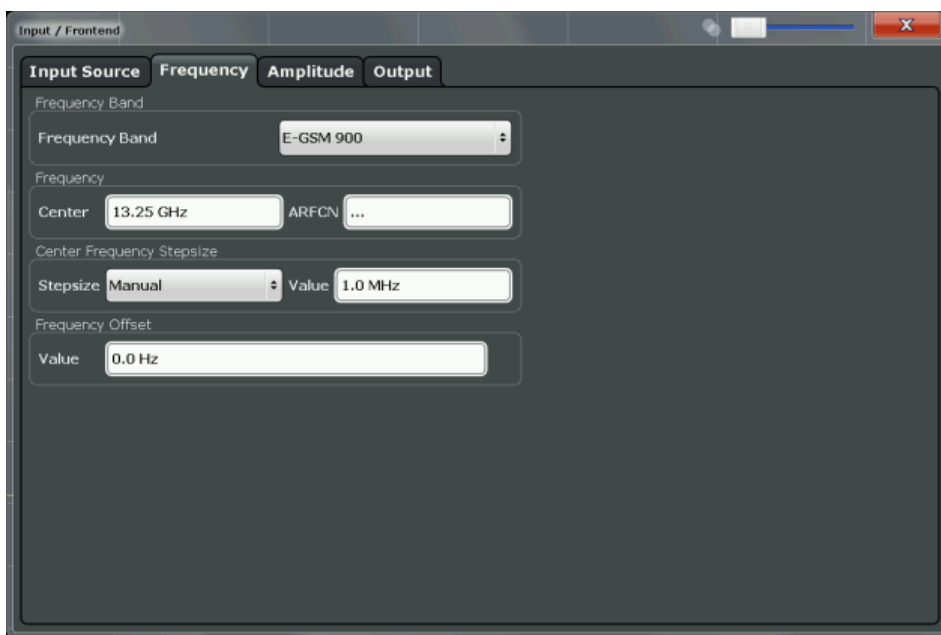 Input / Frontend
X
Input Source Frequency Amplitude Output
Frequency Band
Frequency Band E-GSM 900
Frequency
Center 13.25 GHz ARFCN ...
Center Frequency Stepsize
Stepsize Manual Value 1.0 MHz
Frequency Offset
Value 0.0 Hz